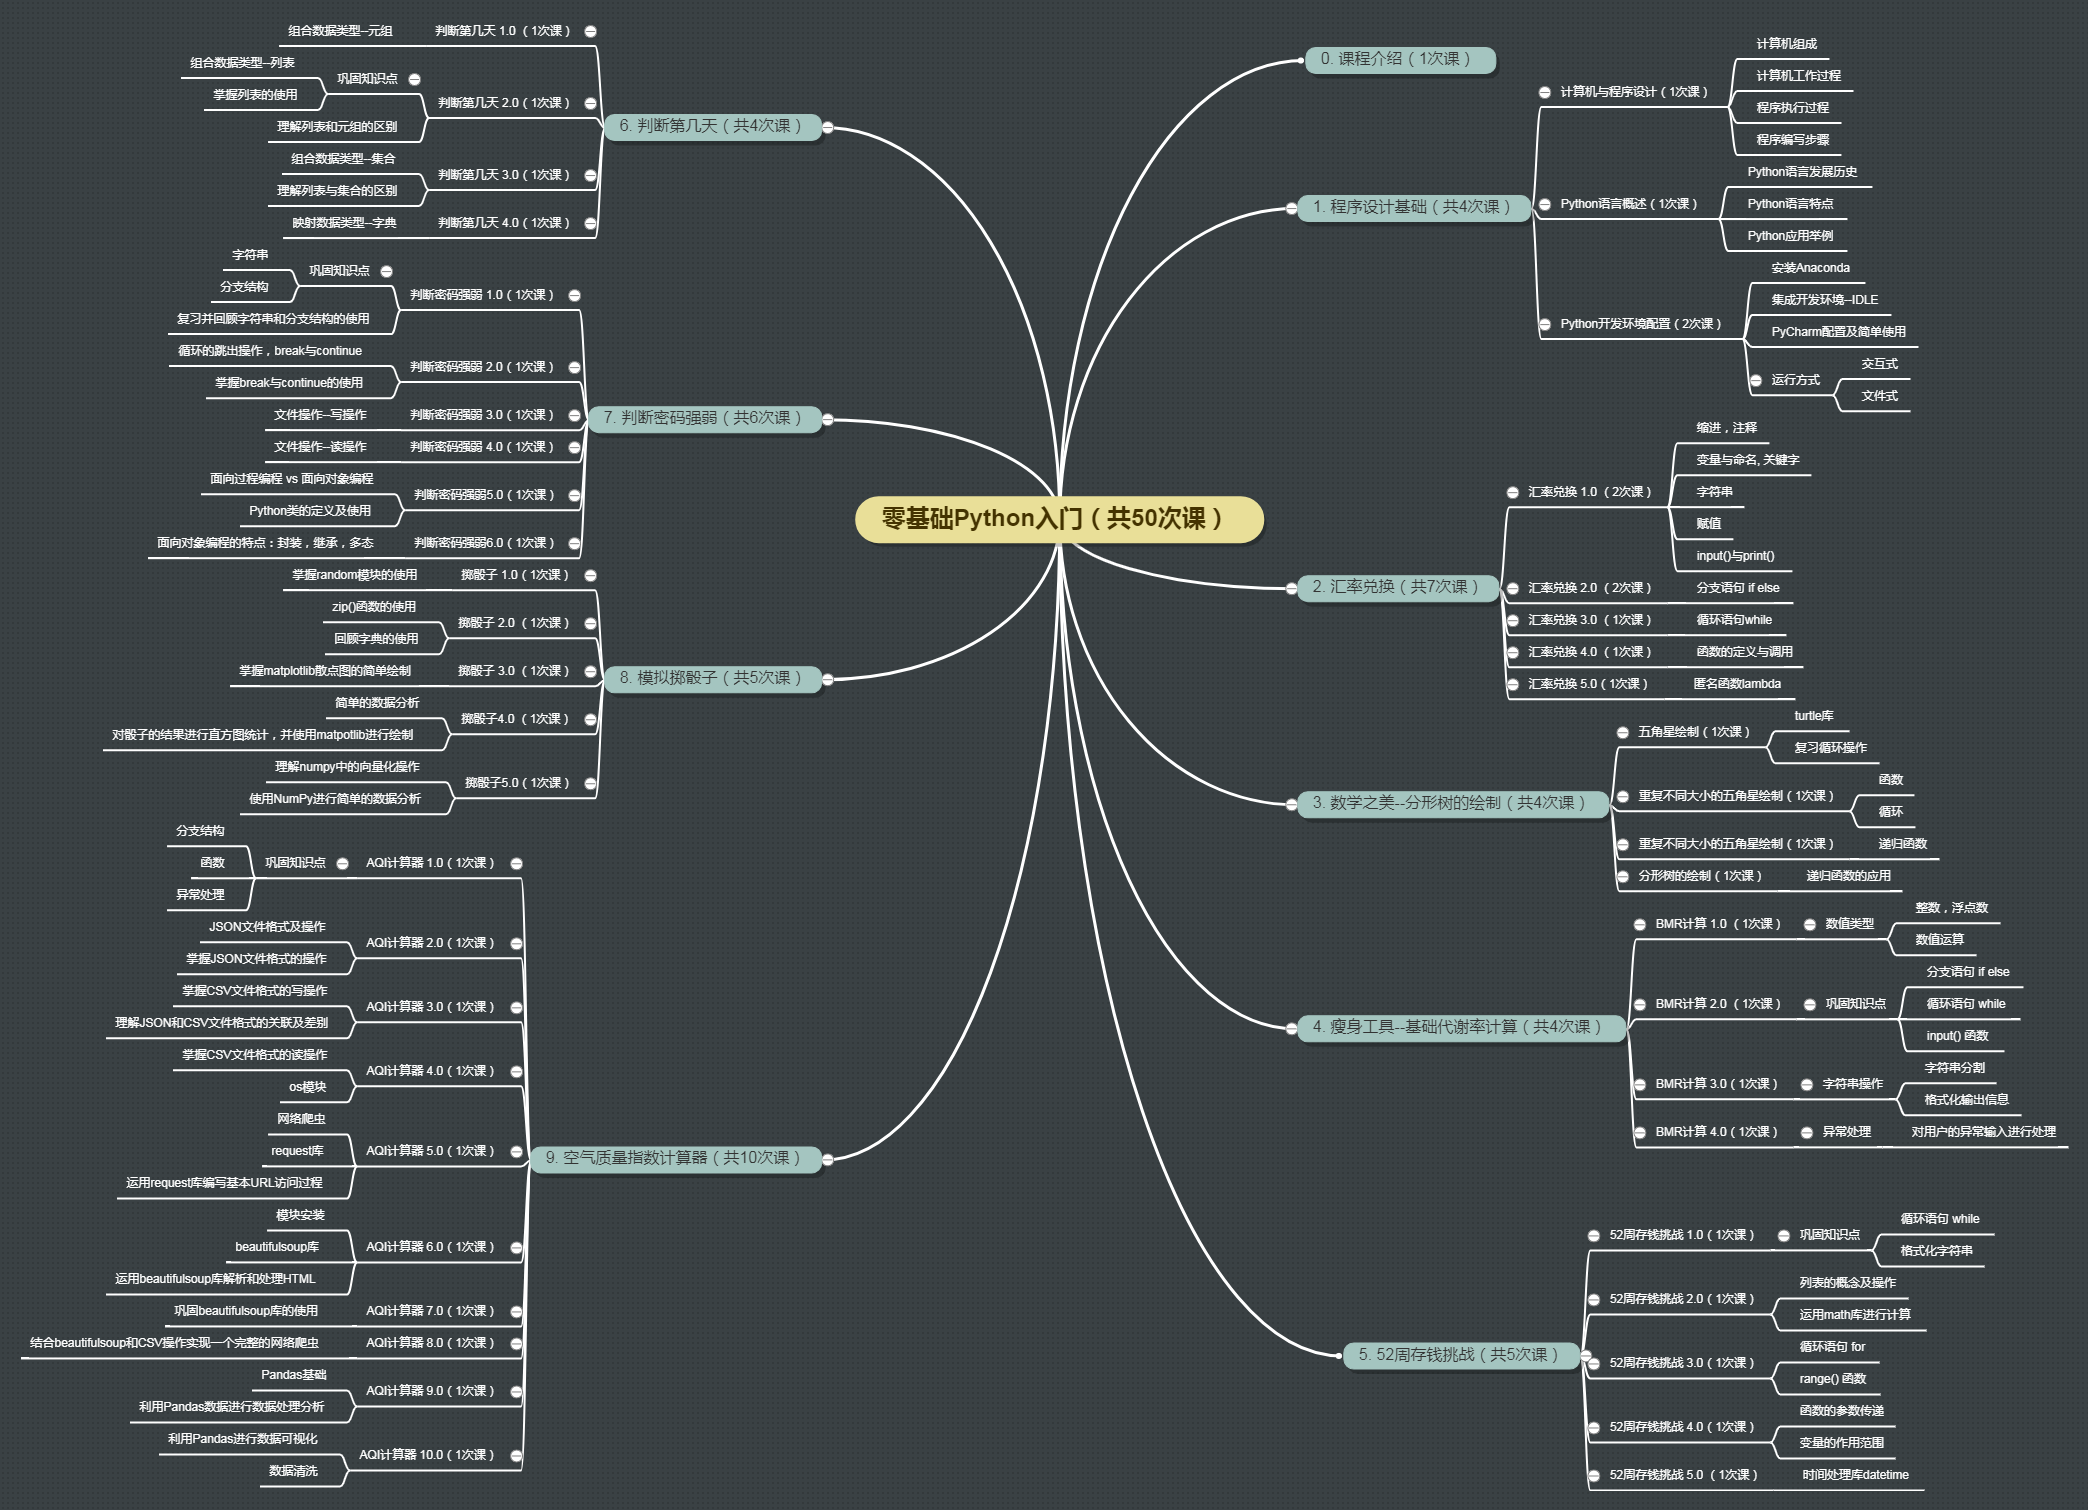 零基础Python入门（共50次课）
0. 课程介绍（1次课）
1. 程序设计基础（共4次课）
计算机与程序设计（1次课）
计算机组成
计算机工作过程
程序执行过程
程序编写步骤
Python语言概述（1次课）
Python语言发展历史
Python语言特点
Python应用举例
Python开发环境配置（2次课）
安装Anaconda
集成开发环境--IDLE
PyCharm配置及简单使用
运行方式
交互式
文件式
2. 汇率兑换（共7次课）
汇率兑换 1.0 （2次课）
缩进，注释
变量与命名, 关键字
字符串
赋值
input()与print()
汇率兑换 2.0 （2次课）
分支语句 if else
汇率兑换 3.0 （1次课）
循环语句while
汇率兑换 4.0 （1次课）
函数的定义与调用
汇率兑换 5.0（1次课）
匿名函数lambda
3. 数学之美--分形树的绘制（共4次课）
五角星绘制（1次课）
turtle库
复习循环操作
重复不同大小的五角星绘制（1次课）
函数
循环
重复不同大小的五角星绘制（1次课）
递归函数
分形树的绘制（1次课）
递归函数的应用
4. 瘦身工具--基础代谢率计算（共4次课）
BMR计算 1.0 （1次课）
数值类型
整数，浮点数
数值运算
BMR计算 2.0 （1次课）
巩固知识点
分支语句 if else
循环语句 while
input() 函数
BMR计算 3.0（1次课）
字符串操作
字符串分割
格式化输出信息
BMR计算 4.0（1次课）
异常处理
对用户的异常输入进行处理
5. 52周存钱挑战（共5次课）
52周存钱挑战 1.0（1次课）
巩固知识点
循环语句 while
格式化字符串
52周存钱挑战 2.0（1次课）
列表的概念及操作
运用math库进行计算
52周存钱挑战 3.0（1次课）
循环语句 for
range() 函数
52周存钱挑战 4.0（1次课）
函数的参数传递
变量的作用范围
52周存钱挑战 5.0 （1次课）
时间处理库datetime
6. 判断第几天（共4次课）
判断第几天 1.0（1次课）
组合数据类型--元组
判断第几天 2.0（1次课）
巩固知识点
组合数据类型--列表
掌握列表的使用
理解列表和元组的区别
判断第几天 3.0（1次课）
组合数据类型--集合
理解列表与集合的区别
判断第几天 4.0（1次课）
映射数据类型--字典
7. 判断密码强弱（共6次课）
判断密码强弱 1.0（1次课）
巩固知识点
字符串
分支结构
复习并回顾字符串和分支结构的使用
判断密码强弱 2.0（1次课）
循环的跳出操作，break与continue
掌握break与continue的使用
判断密码强弱 3.0（1次课）
文件操作--写操作
判断密码强弱 4.0（1次课）
文件操作--读操作
判断密码强弱5.0（1次课）
面向过程编程 vs 面向对象编程
Python类的定义及使用
判断密码强弱6.0（1次课）
面向对象编程的特点：封装，继承，多态
8. 模拟掷骰子（共5次课）
掷骰子 1.0（1次课）
掌握random模块的使用
掷骰子 2.0 （1次课）
zip()函数的使用
回顾字典的使用
掷骰子 3.0 （1次课）
掌握matplotlib散点图的简单绘制
掷骰子4.0 （1次课）
简单的数据分析
对骰子的结果进行直方图统计，并使用matpotlib进行绘制
掷骰子5.0（1次课）
理解numpy中的向量化操作
使用NumPy进行简单的数据分析
9. 空气质量指数计算器（共10次课）
AQI计算器 1.0（1次课）
巩固知识点
分支结构
函数
异常处理
AQI计算器 2.0（1次课）
JSON文件格式及操作
掌握JSON文件格式的操作
AQI计算器 3.0（1次课）
掌握CSV文件格式的写操作
理解JSON和CSV文件格式的关联及差别
AQI计算器 4.0（1次课）
掌握CSV文件格式的读操作
os模块
AQI计算器 5.0（1次课）
网络爬虫
request库
运用request库编写基本URL访问过程
AQI计算器 6.0（1次课）
模块安装
beautifulsoup库
运用beautifulsoup库解析和处理HTML
AQI计算器 7.0（1次课）
巩固beautifulsoup库的使用
AQI计算器 8.0（1次课）
结合beautifulsoup和CSV操作实现一个完整的网络爬虫
AQI计算器 9.0（1次课）
Pandas基础
利用Pandas数据进行数据处理分析
AQI计算器 10.0（1次课）
利用Pandas进行数据可视化
数据清洗